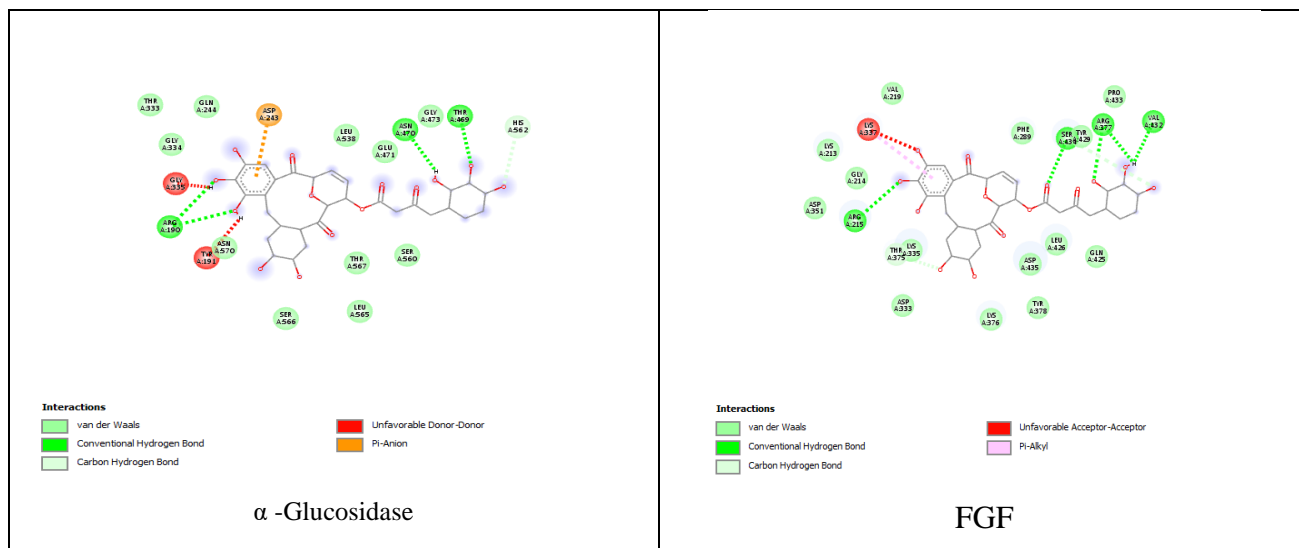 THR
A:333
GLN
A:244
ASP
A:243
LEU
A:538
ASN
A:470
GLY
A:473
THR
A:469
HIS
A:562
GLY
A:334
GLU
A:471
GLY
A:335
H
H
H
ARG
A:190
ASN
A:570
TYR
A:191
O
O
O
O
O
O
O
O
O
O
O
O
O
O
THR
A:567
SER
A:560
SER
A:566
LEU
A:565
Interactions
van der Waals
Conventional Hydrogen Bond
Carbon Hydrogen Bond
Unfavorable Donor-Donor
Pi-Anion
α -Glucosidase
VAL
A:219
PRO
A:433
LYS
A:337
PHE
A:289
SER
TYR
A:429
ARG
A:377
VAL
A:432
LYS
A:213
GLY
A:214
ASP
A:351
ARG
A:215
H
O
O
O
O
O
O
O
O
O
O
O
O
O
O
THR
A:375
LYS
A:335
LEU
A:426
ASP
A:435
GLN
A:425
ASP
A:333
LYS
A:376
TYR
A:378
Interactions
van der Waals
Conventional Hydrogen Bond
Carbon Hydrogen Bond
Unfavorable Acceptor-Acceptor
Pi-Alkyl
FGF